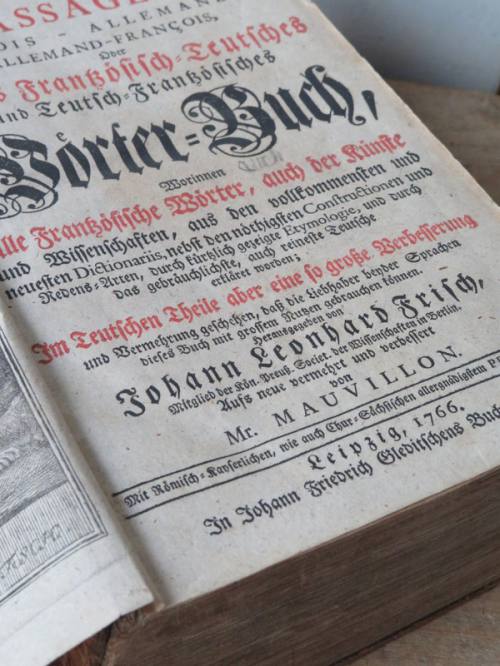 ASSAGE
OIS - ALLEMAND
ALLEMAND-FRANÇOIS,
Oder
Frantzösisch-Teutsches
und Teutsch-Frantzösisches
Wörter-Buch,
Worinnen
alle Frantzösische Wörter, auch der Künste
und Wissenschaften, aus den vollkommensten und
neuesten Dictionariis, nebst den nöthigsten Constructionen und
Redens-Arten, durch kürtzlich gezeigte Etymologie, und durch
das gebräuchlichste, auch reineste Teutsche
erkläret worden;
Im Teutschen Theile aber eine so große Verbesserung
und Vermehrung geschehen, daß die Liebhaber beyder Sprachen
dieses Buch mit grossem Nutzen gebrauchen können.
Herausgegeben von
Johann Leonhard Frisch,
Mitglied der Kön. Preuß. Societ. der Wissenschaften in Berlin.
Aufs neue vermehrt und verbessert
von
Mr. MAUVILLON.
Mit Römisch-Kayserlichen, wie auch Chur-Sächsischen allergnädigstem
Leipzig, 1766.
In Johann Friedrich Gleditschens